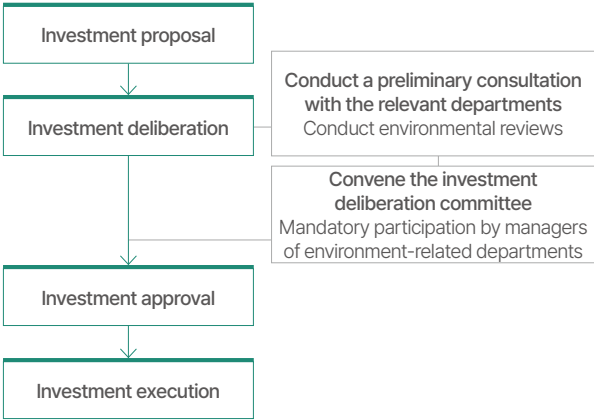 Investment proposal
Investment deliberation
Conduct a preliminary consultation
with the relevant departments
Conduct environmental reviews
Convene the investment
deliberation committee
Mandatory participation by managers
of environment-related departments
Investment approval
Investment execution